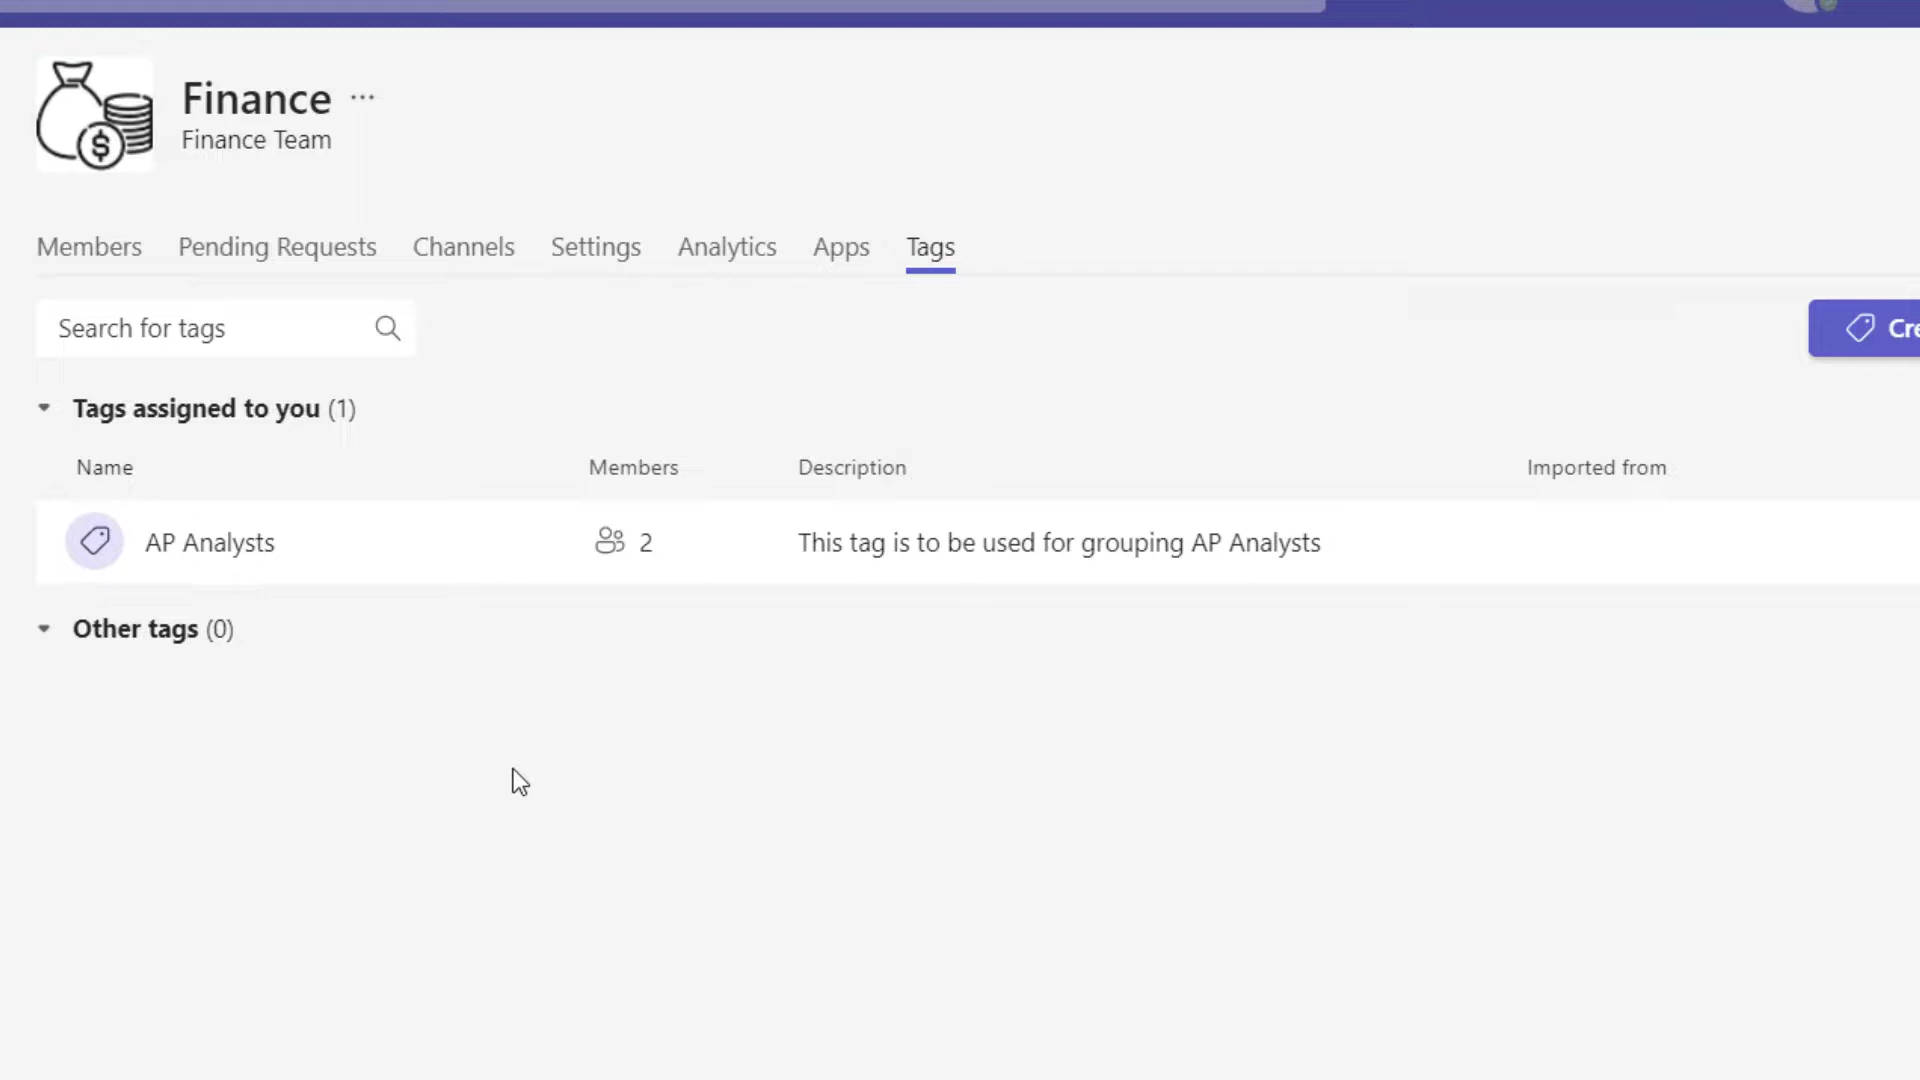 Finance ...
Finance Team
Members Pending Requests Channels Settings Analytics Apps Tags
Search for tags
Tags assigned to you (1)
Name Members Description Imported from
AP Analysts 2 This tag is to be used for grouping AP Analysts
Other tags (0)